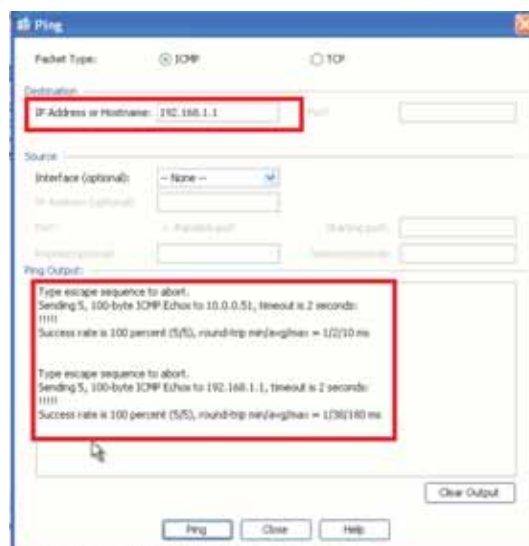 Ping
Packet Type: ICMP TCP
Destination
IP Address or Hostname: 192.168.1.1 Port:
Source
Interface (optional): -- None --
IP Address (optional):
Port: Random port Starting port:
Ping Output:
Type escape sequence to abort.
Sending 5, 100-byte ICMP Echos to 10.0.0.51, timeout is 2 seconds:
!!!!!
Success rate is 100 percent (5/5), round-trip min/avg/max = 1/2/10 ms
Type escape sequence to abort.
Sending 5, 100-byte ICMP Echos to 192.168.1.1, timeout is 2 seconds:
!!!!!
Success rate is 100 percent (5/5), round-trip min/avg/max = 1/38/180 ms
Clear Output
Ping Close Help